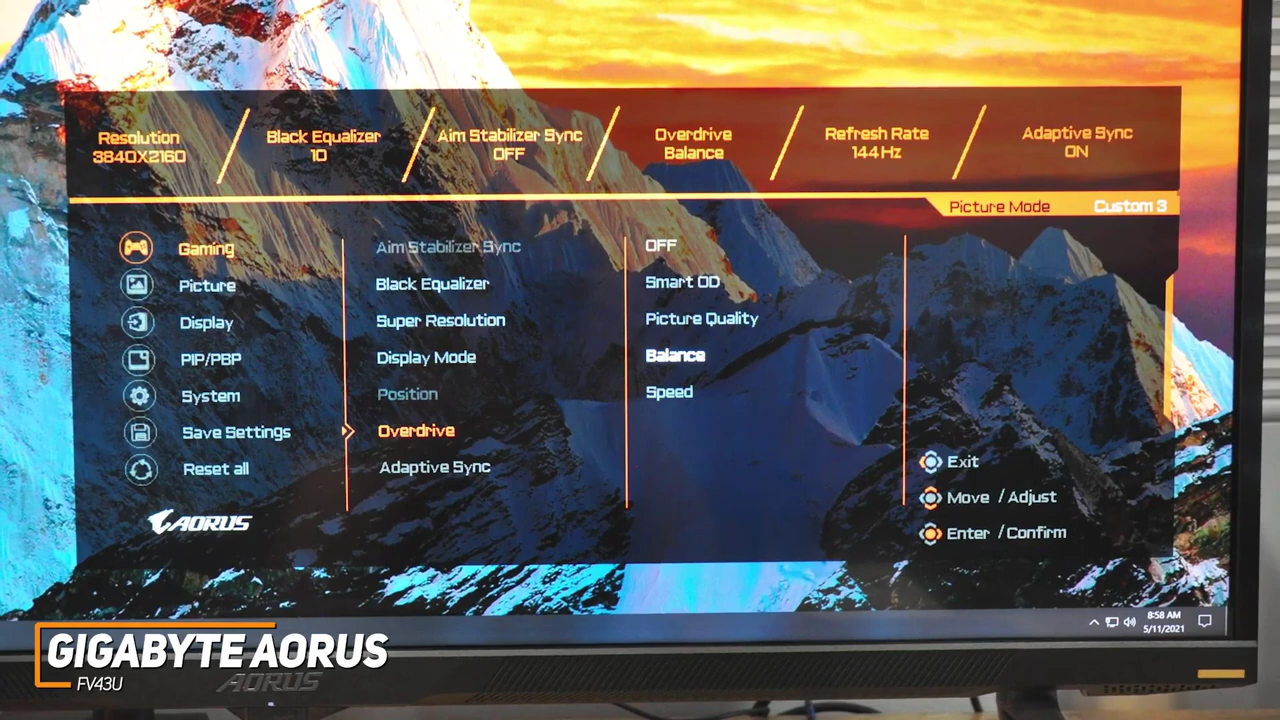 Resolution
3840X2160
Black Equalizer
10
Aim Stabilizer Sync
OFF
Overdrive
Balance
Refresh Rate
144Hz
Adaptive Sync
ON
Picture Mode Custom 3
Gaming
Picture
Display
PIP/PBP
System
Save Settings
Reset all
Aim Stabilizer Sync
Black Equalizer
Super Resolution
Display Mode
Position
Overdrive
Adaptive Sync
OFF
Smart OD
Picture Quality
Balance
Speed
Exit
Move / Adjust
Enter / Confirm
AORUS
8:58 AM
5/11/2021
GIGABYTE AORUS
FV43U
AORUS